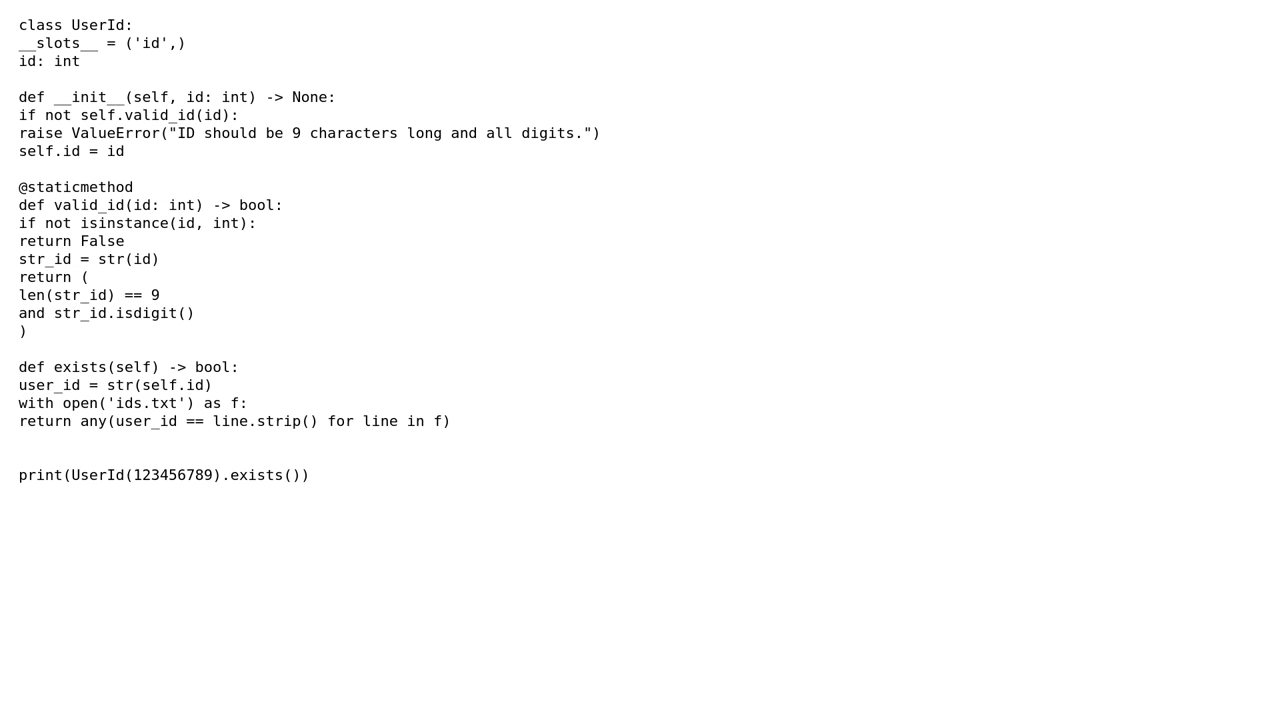 class UserId:
__slots__ = ('id',)
id: int

def __init__(self, id: int) -> None:
if not self.valid_id(id):
raise ValueError("ID should be 9 characters long and all digits.")
self.id = id

@staticmethod
def valid_id(id: int) -> bool:
if not isinstance(id, int):
return False
str_id = str(id)
return (
len(str_id) == 9
and str_id.isdigit()
)

def exists(self) -> bool:
user_id = str(self.id)
with open('ids.txt') as f:
return any(user_id == line.strip() for line in f)


print(UserId(123456789).exists())